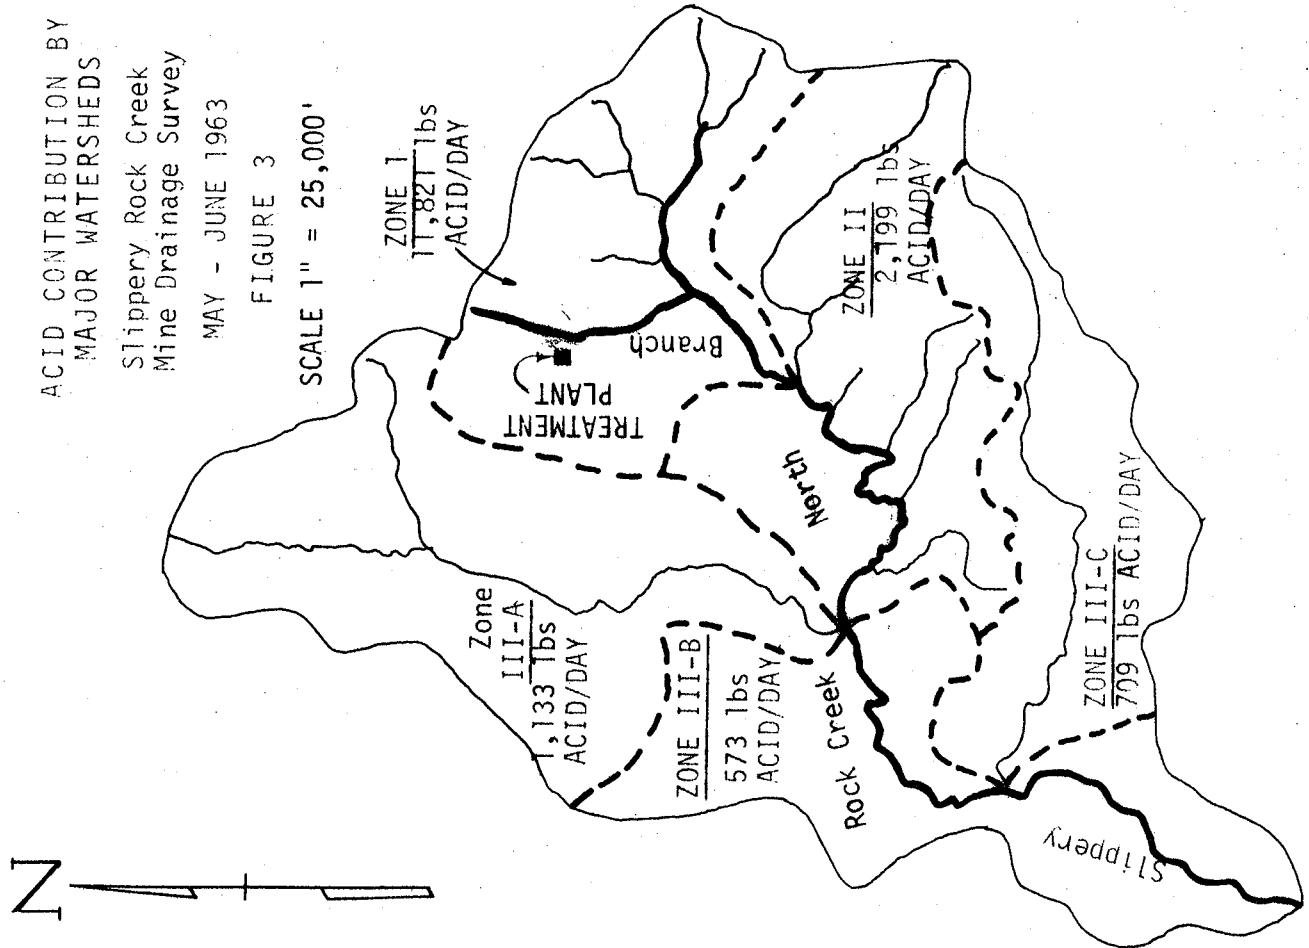 ACID CONTRIBUTION BY
MAJOR WATERSHEDS
Slippery Rock Creek
Mine Drainage Survey
MAY - JUNE 1963
FIGURE 3
SCALE 1" = 25,000'
ZONE 1
11,821 lbs
ACID/DAY
TREATMENT
PLANT
Branch
North
ZONE II
2,199 lbs
ACID/DAY
Zone
III-A
1,133 lbs
ACID/DAY
ZONE III-B
573 lbs
ACID/DAY
Rock Creek
Slippery
ZONE III-C
709 lbs ACID/DAY
N